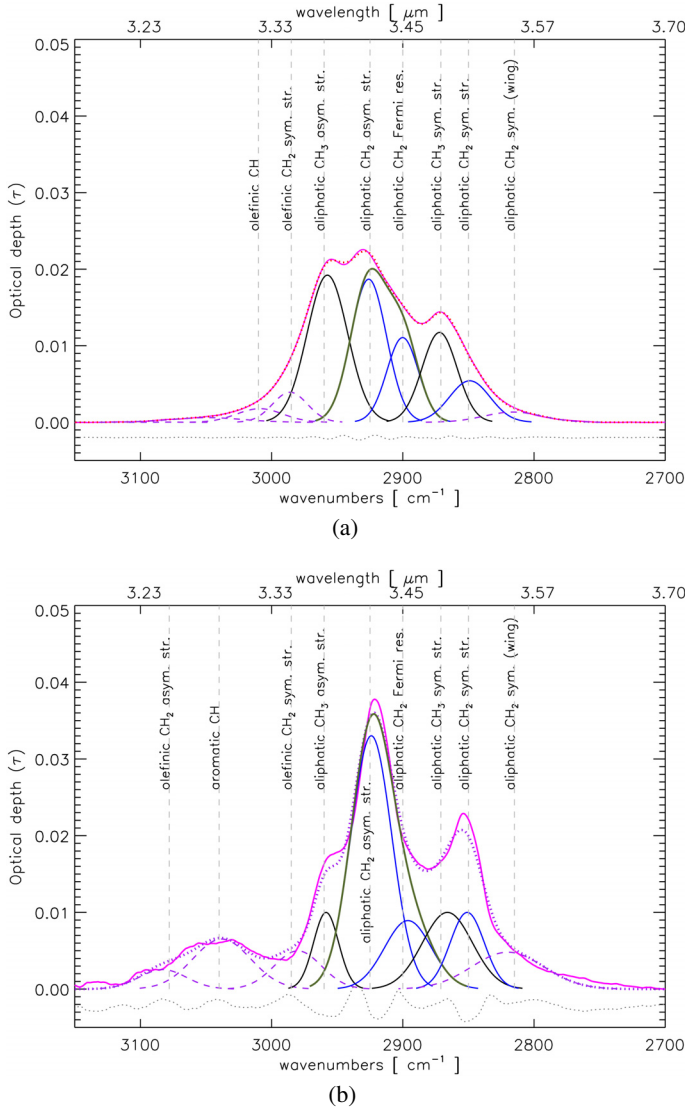 wavelength [ μm ]
3.23 3.33 3.45 3.57 3.70
0.05
0.04
0.03
0.02
0.01
0.00
Optical depth (τ)
olefinic CH
olefinic CH₂ sym. str.
aliphatic CH₃ asym. str.
aliphatic CH₂ asym. str.
aliphatic CH₂ Fermi res.
aliphatic CH₃ sym. str.
aliphatic CH₂ sym. str.
aliphatic CH₂ sym. (wing)
3100 3000 2900 2800 2700
wavenumbers [ cm⁻¹ ]
(a)
wavelength [ μm ]
3.23 3.33 3.45 3.57 3.70
0.05
0.04
0.03
0.02
0.01
0.00
Optical depth (τ)
olefinic CH₂ asym. str.
aromatic CH
olefinic CH₂ sym. str.
aliphatic CH₃ asym. str.
aliphatic CH₂ asym. str.
aliphatic CH₂ Fermi res.
aliphatic CH₃ sym. str.
aliphatic CH₂ sym. str.
aliphatic CH₂ sym. (wing)
3100 3000 2900 2800 2700
wavenumbers [ cm⁻¹ ]
(b)